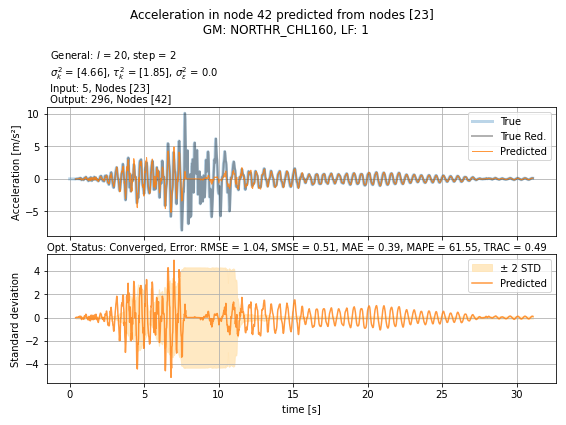 Acceleration in node 42 predicted from nodes [23]
GM: NORTHR_CHL160, LF: 1
General: l = 20, step = 2
σ²ₖ = [4.66], τ²ₖ = [1.85], σ²ε = 0.0
Input: 5, Nodes [23]
Output: 296, Nodes [42]
Acceleration [m/s²]
10
5
0
−5
True
True Red.
Predicted
Opt. Status: Converged, Error: RMSE = 1.04, SMSE = 0.51, MAE = 0.39, MAPE = 61.55, TRAC = 0.49
Standard deviation
4
2
0
−2
−4
± 2 STD
Predicted
0 5 10 15 20 25 30
time [s]